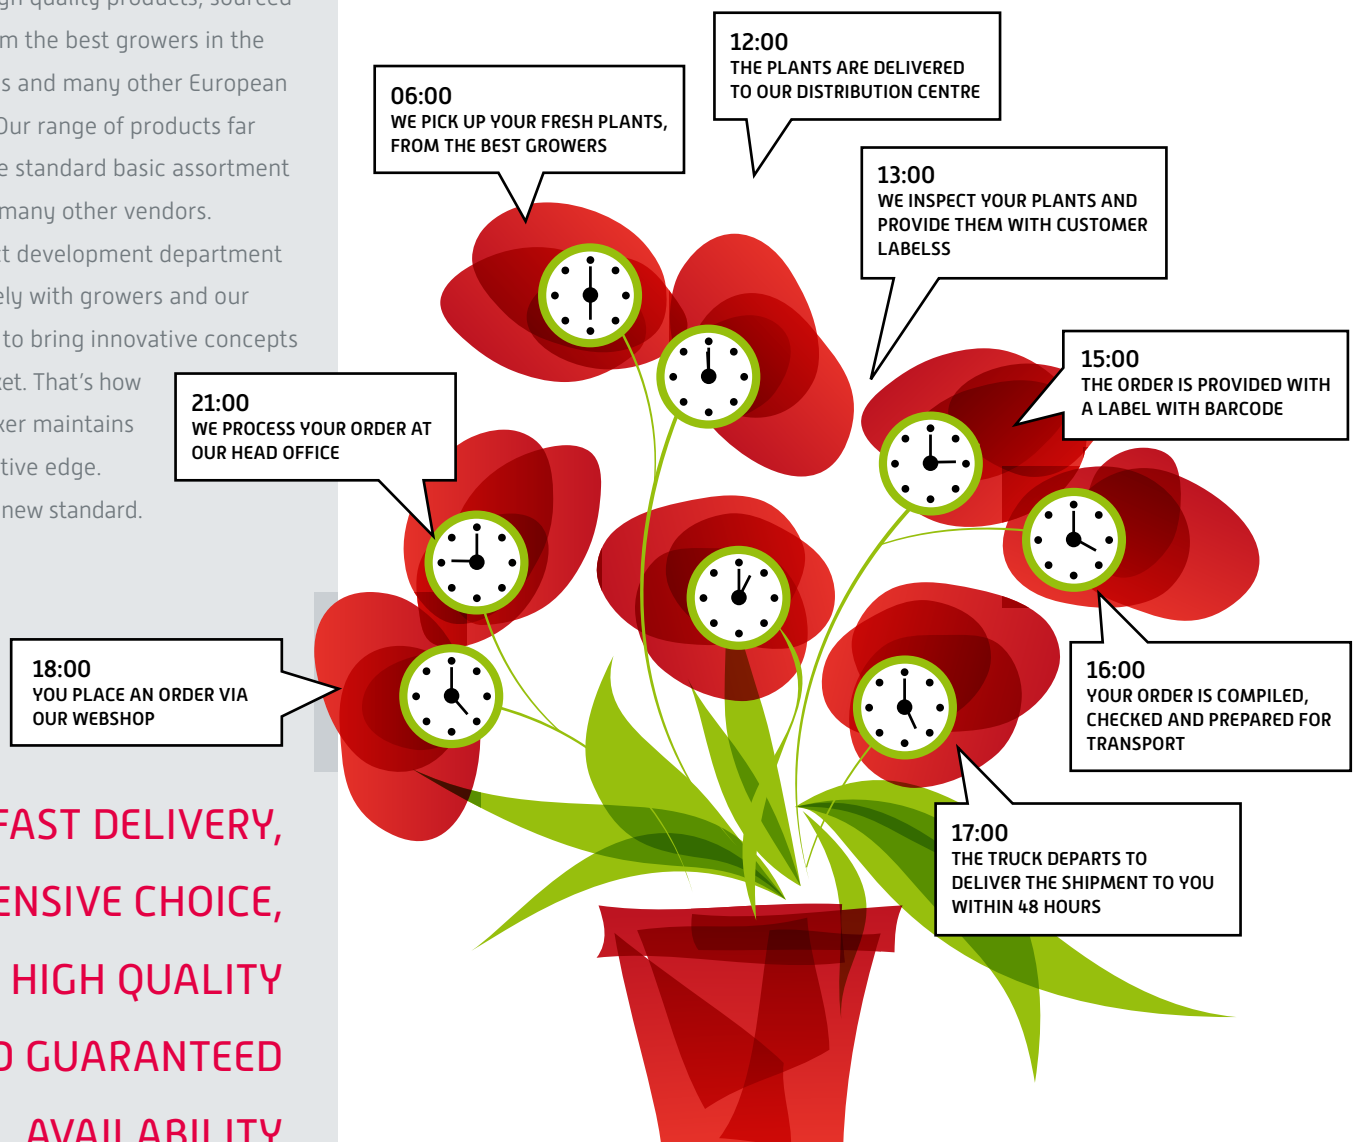 gh quality products, sourced
m the best growers in the
s and many other European
Our range of products far
e standard basic assortment
many other vendors.
ct development department
ely with growers and our
to bring innovative concepts
ket. That's how
ker maintains
tive edge.
new standard.
FAST DELIVERY,
ENSIVE CHOICE,
HIGH QUALITY
D GUARANTEED
AVAILABILITY
18:00
YOU PLACE AN ORDER VIA
OUR WEBSHOP
21:00
WE PROCESS YOUR ORDER AT
OUR HEAD OFFICE
06:00
WE PICK UP YOUR FRESH PLANTS,
FROM THE BEST GROWERS
12:00
THE PLANTS ARE DELIVERED
TO OUR DISTRIBUTION CENTRE
13:00
WE INSPECT YOUR PLANTS AND
PROVIDE THEM WITH CUSTOMER
LABELSS
15:00
THE ORDER IS PROVIDED WITH
A LABEL WITH BARCODE
16:00
YOUR ORDER IS COMPILED,
CHECKED AND PREPARED FOR
TRANSPORT
17:00
THE TRUCK DEPARTS TO
DELIVER THE SHIPMENT TO YOU
WITHIN 48 HOURS